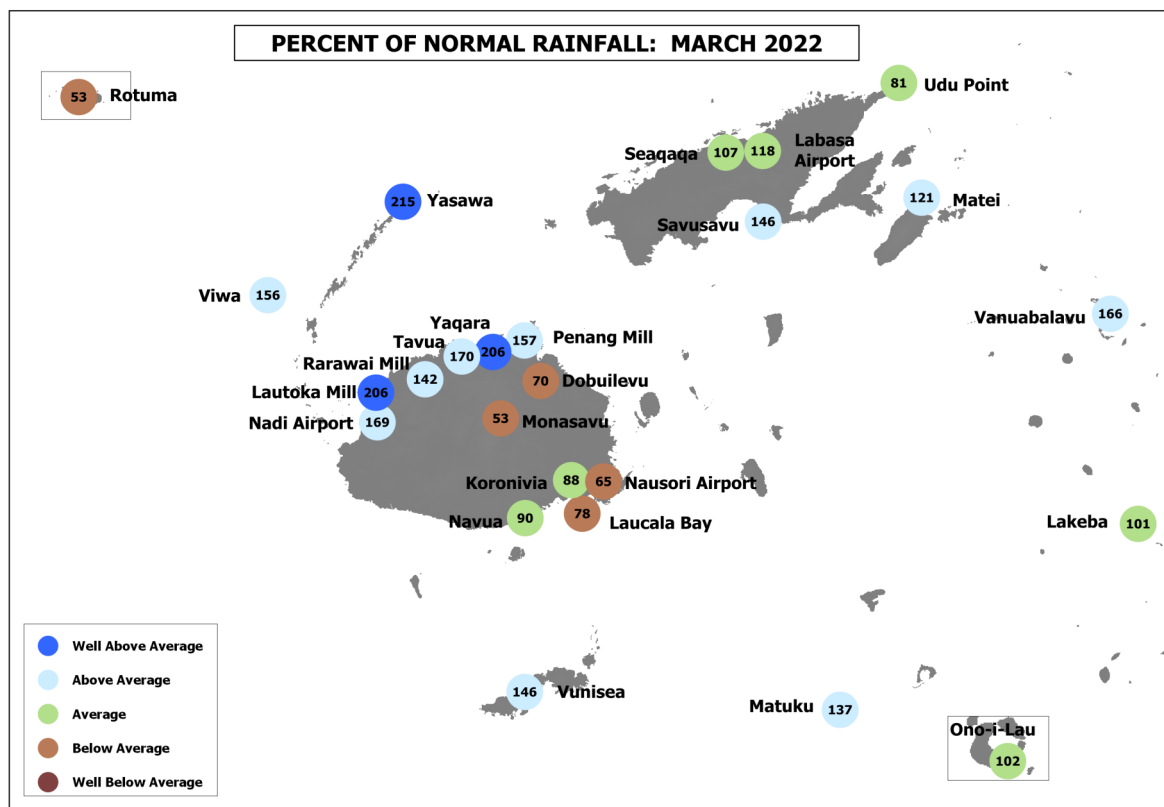 PERCENT OF NORMAL RAINFALL: MARCH 2022
53 Rotuma
81 Udu Point
Seaqaqa 107 118 Labasa
Airport
215 Yasawa
121 Matei
Savusavu 146
Viwa 156
Vanuabalavu 166
Yaqara 206
157 Penang Mill
Tavua 170
Rarawai Mill 142
70 Dobuilevu
Lautoka Mill 206
Nadi Airport 169
53 Monasavu
Koronivia 88
65 Nausori Airport
Navua 90
78 Laucala Bay
Lakeba 101
146 Vunisea
Matuku 137
Ono-i-Lau
102
Well Above Average
Above Average
Average
Below Average
Well Below Average